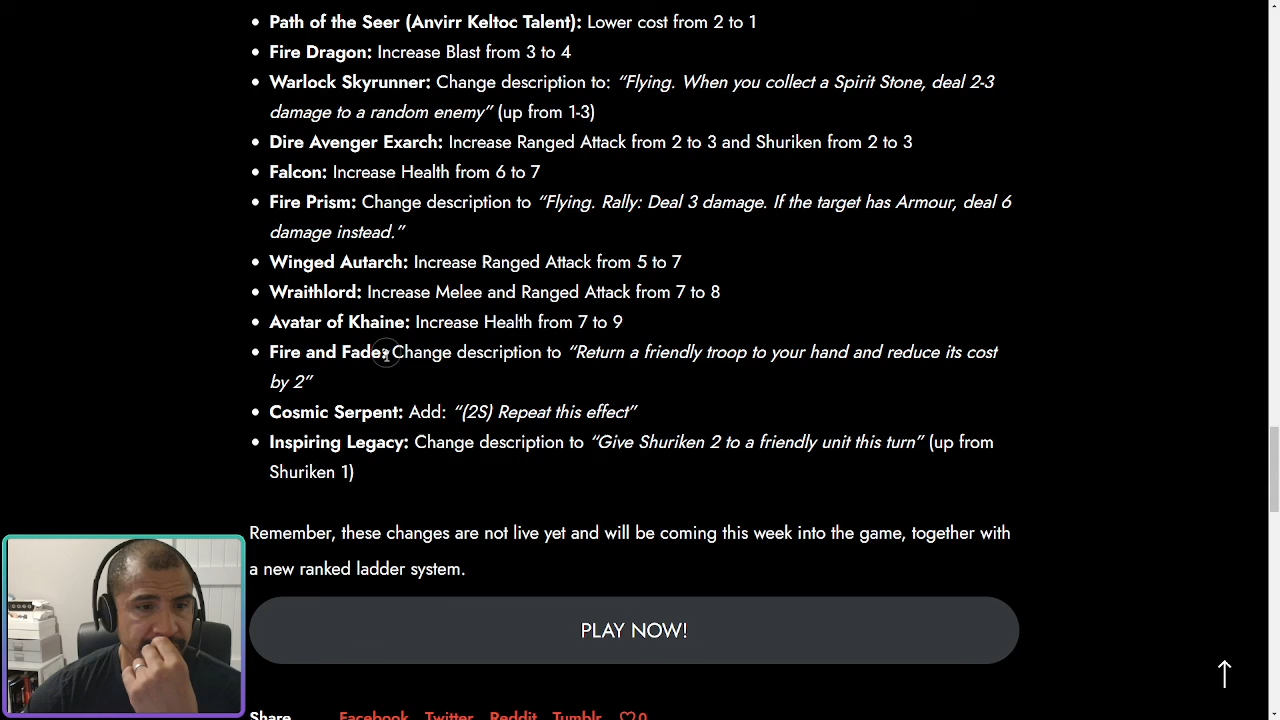 • Path of the Seer (Anvirr Keltoc Talent): Lower cost from 2 to 1
• Fire Dragon: Increase Blast from 3 to 4
• Warlock Skyrunner: Change description to: “Flying. When you collect a Spirit Stone, deal 2-3
damage to a random enemy” (up from 1-3)
• Dire Avenger Exarch: Increase Ranged Attack from 2 to 3 and Shuriken from 2 to 3
• Falcon: Increase Health from 6 to 7
• Fire Prism: Change description to “Flying. Rally: Deal 3 damage. If the target has Armour, deal 6
damage instead.”
• Winged Autarch: Increase Ranged Attack from 5 to 7
• Wraithlord: Increase Melee and Ranged Attack from 7 to 8
• Avatar of Khaine: Increase Health from 7 to 9
• Fire and Fade: Change description to “Return a friendly troop to your hand and reduce its cost
by 2”
• Cosmic Serpent: Add: “(2S) Repeat this effect”
• Inspiring Legacy: Change description to “Give Shuriken 2 to a friendly unit this turn” (up from
Shuriken 1)
Remember, these changes are not live yet and will be coming this week into the game, together with
a new ranked ladder system.
PLAY NOW!
Share Facebook Twitter Reddit Tumblr 0